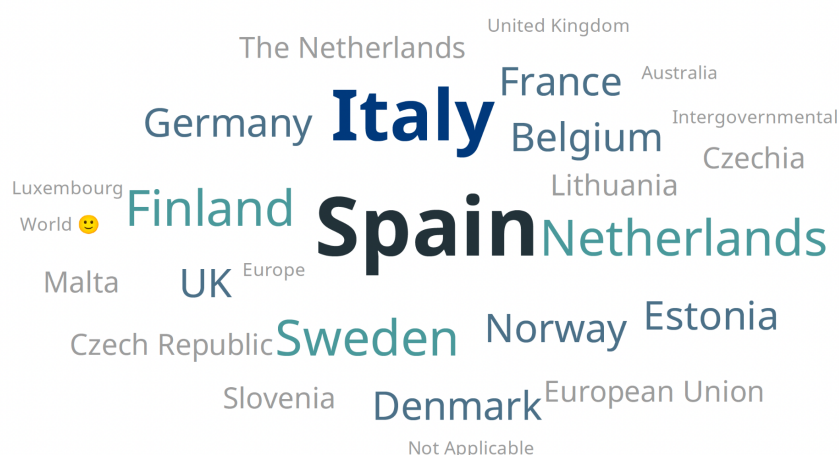 United Kingdom
The Netherlands
France
Australia
Italy
Germany
Belgium
Intergovernmental
Czechia
Lithuania
Luxembourg
Finland
Spain
World 🙂
Netherlands
Europe
Malta
UK
Estonia
Norway
Sweden
Czech Republic
European Union
Slovenia
Denmark
Not Applicable